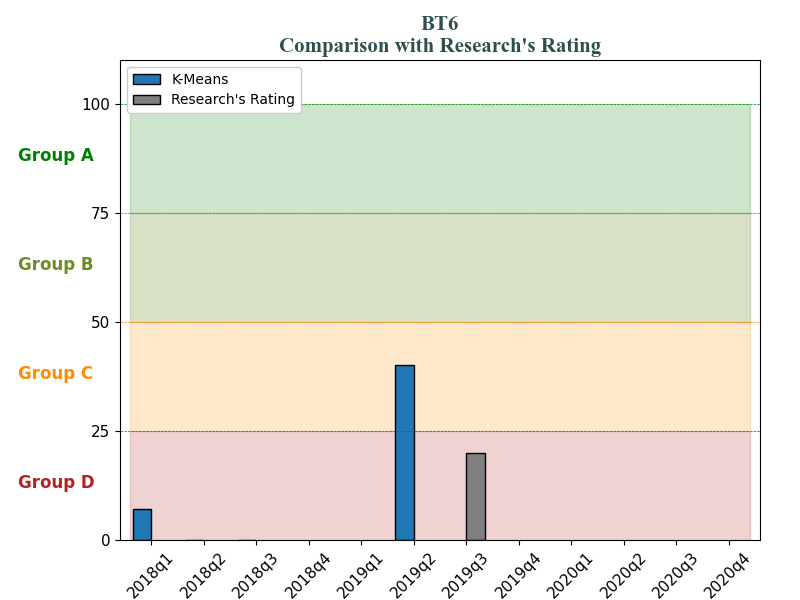 BT6
Comparison with Research's Rating
K-Means
Research's Rating
100
Group A
75
Group B
50
Group C
25
Group D
0
2018q1
2018q2
2018q3
2018q4
2019q1
2019q2
2019q3
2019q4
2020q1
2020q2
2020q3
2020q4